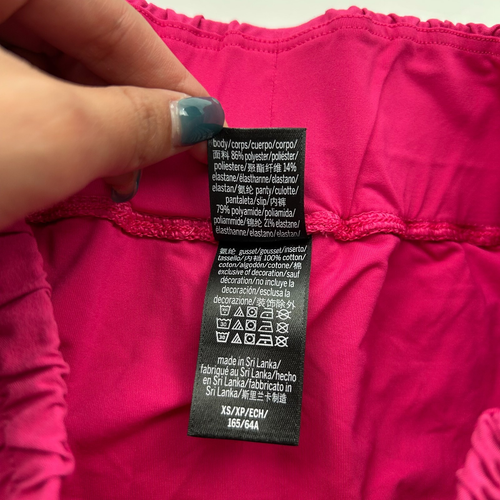 body/corps/cuerpo/corpo/
面料 86% polyester/poliéster/
poliestere/聚酯纤维 14%
elastane/élasthanne/elastano/
elastan/氨纶 panty/culotte/
pantaleta/slip/内裤
79% polyamide/poliamida/
polyammide/锦纶 21% elastane/
élasthanne/elastano/elastan/
氨纶 gusset/gousset/inserto/
tassello/内裆 100% cotton/
coton/algodón/cotone/棉
exclusive of decoration/sauf
décoration/no incluye la
decoración/esclusa la
decorazione/装饰除外
made in Sri Lanka/
fabriqué au Sri Lanka/hecho
en Sri Lanka/fabbricato in
Sri Lanka/斯里兰卡制造
XS/XP/ECH/
165/64A